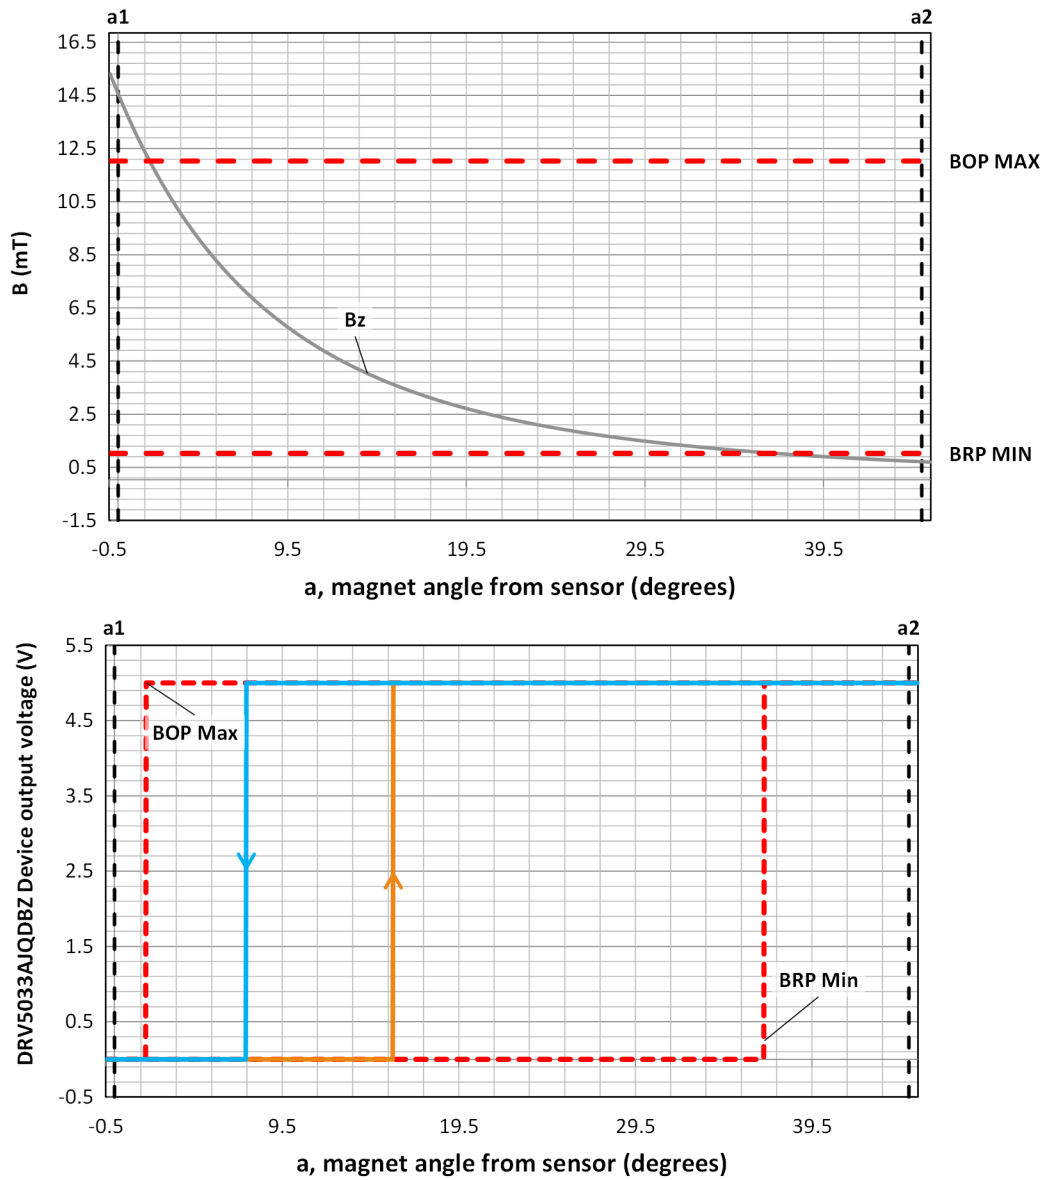 a1
a2
16.5
14.5
12.5
BOP MAX
10.5
8.5
B (mT)
6.5
Bz
4.5
2.5
BRP MIN
0.5
-1.5
-0.5 9.5 19.5 29.5 39.5
a, magnet angle from sensor (degrees)
a1
a2
5.5
DRV5033AJQDBZ Device output voltage (V)
BOP Max
4.5
3.5
2.5
1.5
BRP Min
0.5
-0.5
-0.5 9.5 19.5 29.5 39.5
a, magnet angle from sensor (degrees)